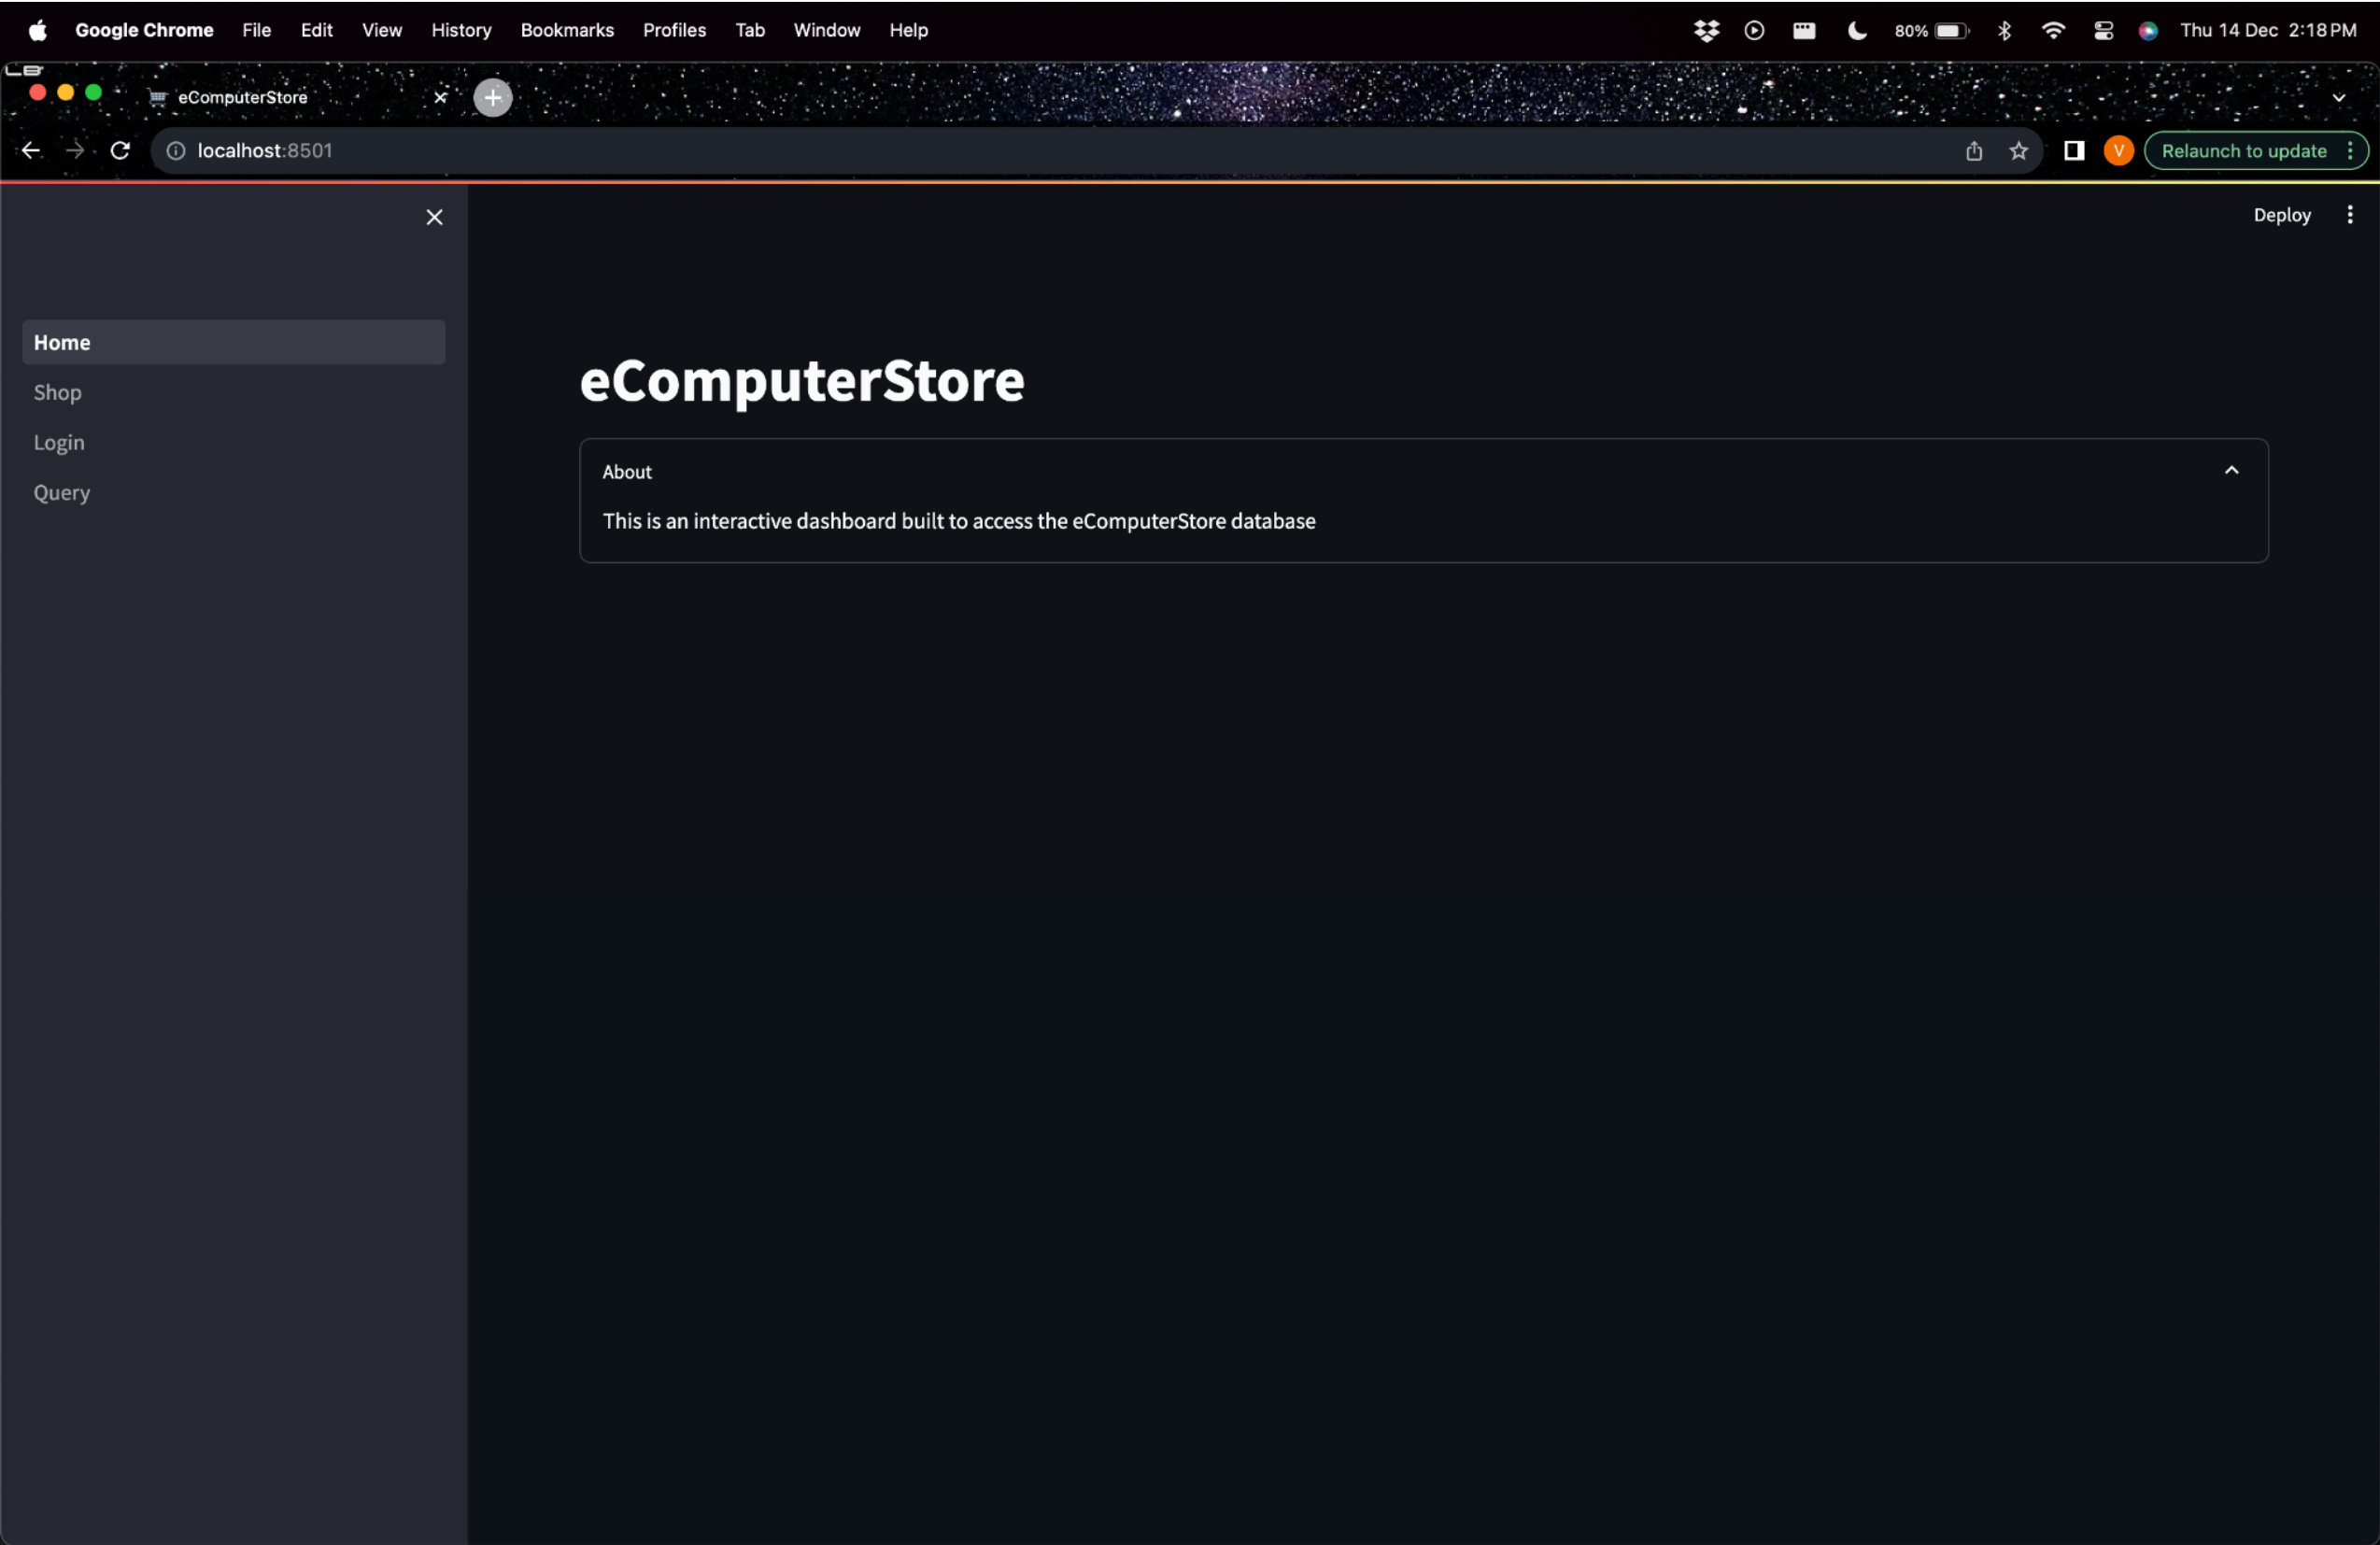 Google Chrome File Edit View History Bookmarks Profiles Tab Window Help 80% Thu 14 Dec 2:18 PM
eComputerStore
localhost:8501 V Relaunch to update
Deploy
Home
Shop
Login
Query
eComputerStore
About
This is an interactive dashboard built to access the eComputerStore database